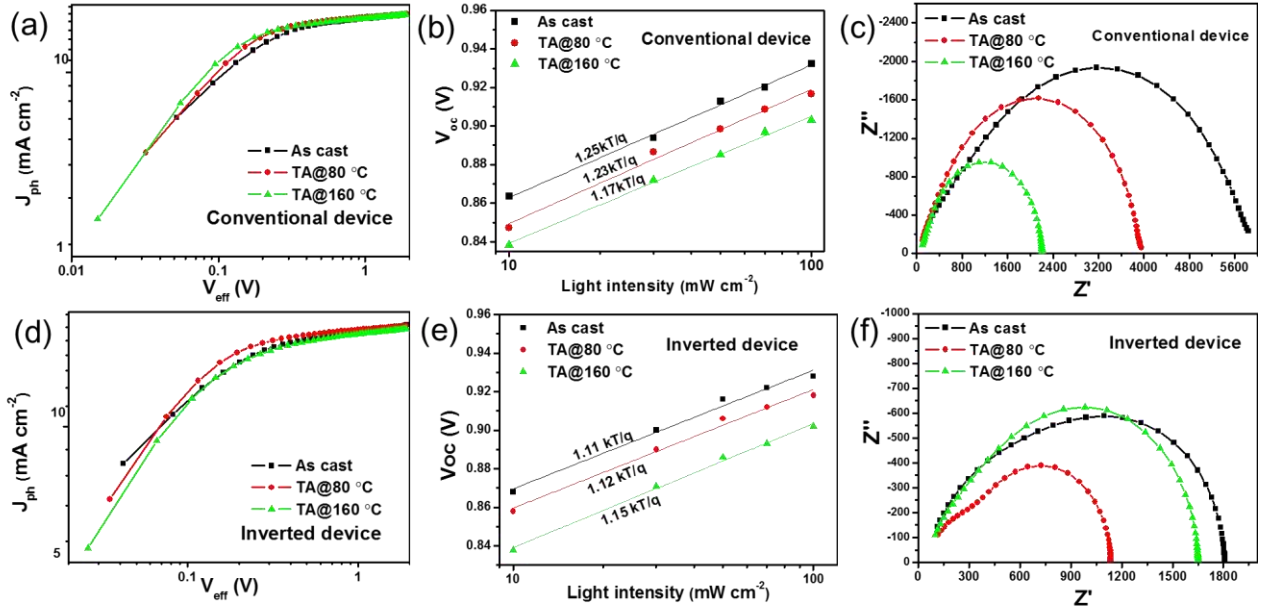 (a)
J_ph (mA cm^-2)
10
1
0.01
0.1
1
V_eff (V)
As cast
TA@80 °C
TA@160 °C
Conventional device
(b)
V_oc (V)
0.96
0.94
0.92
0.90
0.88
0.86
0.84
10
100
Light intensity (mW cm^-2)
As cast
TA@80 °C
TA@160 °C
Conventional device
1.25kT/q
1.23kT/q
1.17kT/q
(c)
Z''
-2400
-2000
-1600
-1200
-800
-400
0
0
800
1600
2400
3200
4000
4800
5600
Z'
As cast
TA@80 °C
TA@160 °C
Conventional device
(d)
J_ph (mA cm^-2)
10
5
0.1
1
V_eff (V)
As cast
TA@80 °C
TA@160 °C
Inverted device
(e)
Voc (V)
0.96
0.94
0.92
0.90
0.88
0.86
0.84
10
100
Light intensity (mW cm^-2)
As cast
TA@80 °C
TA@160 °C
Inverted device
1.11 kT/q
1.12 kT/q
1.15 kT/q
(f)
Z''
-1000
-900
-800
-700
-600
-500
-400
-300
-200
-100
0
0
300
600
900
1200
1500
1800
Z'
As cast
TA@80 °C
TA@160 °C
Inverted device